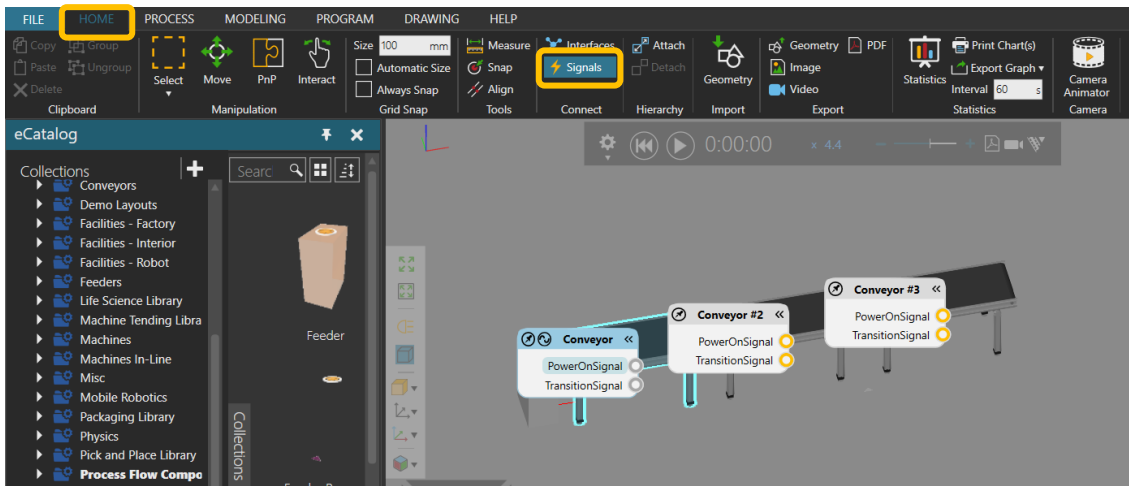 FILE HOME PROCESS MODELING PROGRAM DRAWING HELP
Copy Group
Paste Ungroup
Delete
Clipboard
Select Move PnP Interact
Manipulation
Size 100 mm
Automatic Size
Always Snap
Grid Snap
Measure
Snap
Align
Tools
Interfaces
Signals
Connect
Attach
Detach
Hierarchy
Geometry
Import
Geometry PDF
Image
Video
Export
Statistics
Print Chart(s)
Export Graph
Interval 60 s
Statistics
Camera
Animator
Camera
eCatalog
Collections
Conveyors
Demo Layouts
Facilities - Factory
Facilities - Interior
Facilities - Robot
Feeders
Life Science Library
Machine Tending Libra
Machines
Machines In-Line
Misc
Mobile Robotics
Packaging Library
Physics
Pick and Place Library
Process Flow Compo
Collections
Searc
Feeder
0:00:00 x 4.4
Conveyor
PowerOnSignal
TransitionSignal
Conveyor #2
PowerOnSignal
TransitionSignal
Conveyor #3
PowerOnSignal
TransitionSignal